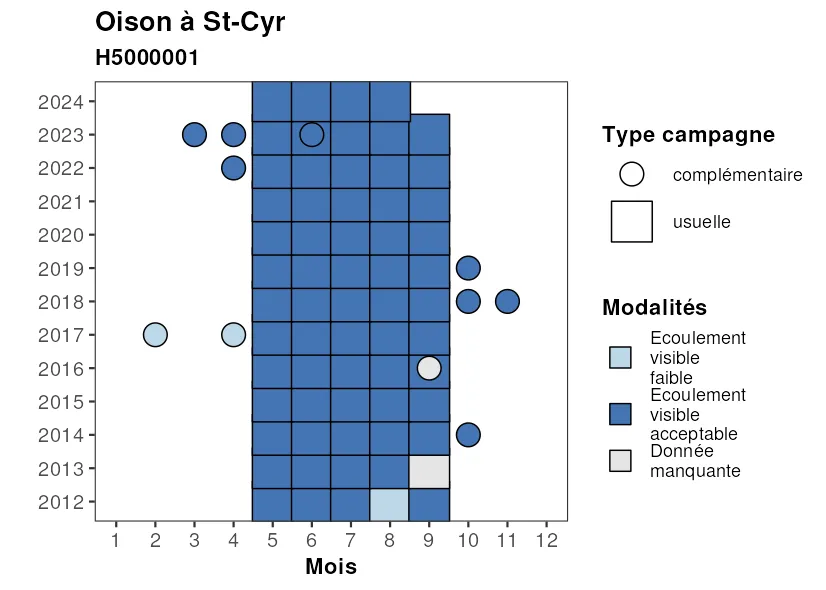 Oison à St-Cyr
H5000001
2024
2023
2022
2021
2020
2019
2018
2017
2016
2015
2014
2013
2012
1 2 3 4 5 6 7 8 9 10 11 12
Mois
Type campagne
complémentaire
usuelle
Modalités
Ecoulement
visible
faible
Ecoulement
visible
acceptable
Donnée
manquante